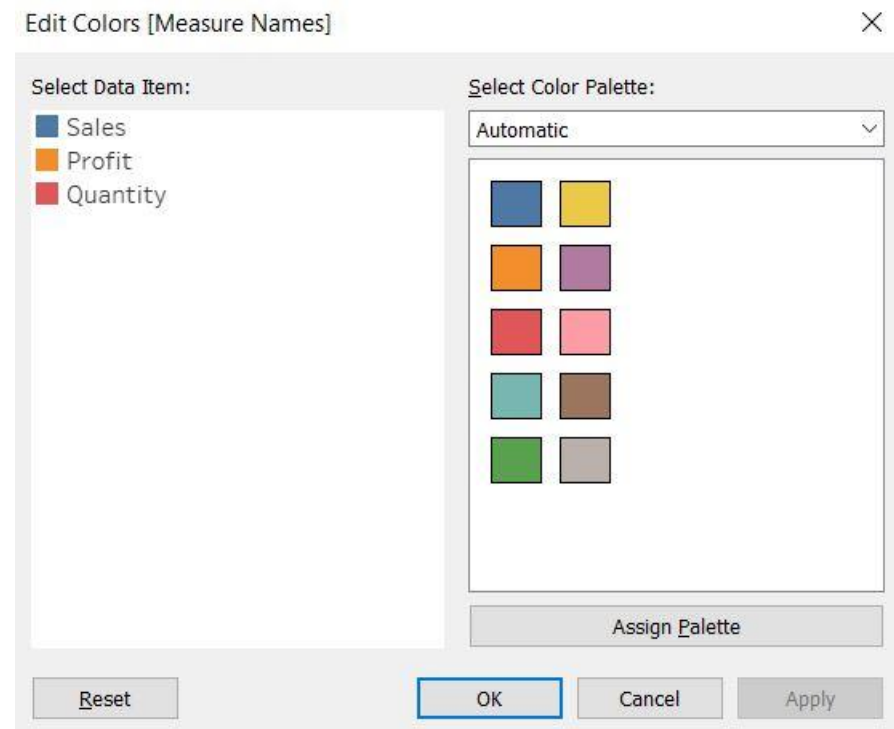 Edit Colors [Measure Names]
Select Data Item:
Sales
Profit
Quantity
Select Color Palette:
Automatic
Assign Palette
Reset
OK
Cancel
Apply